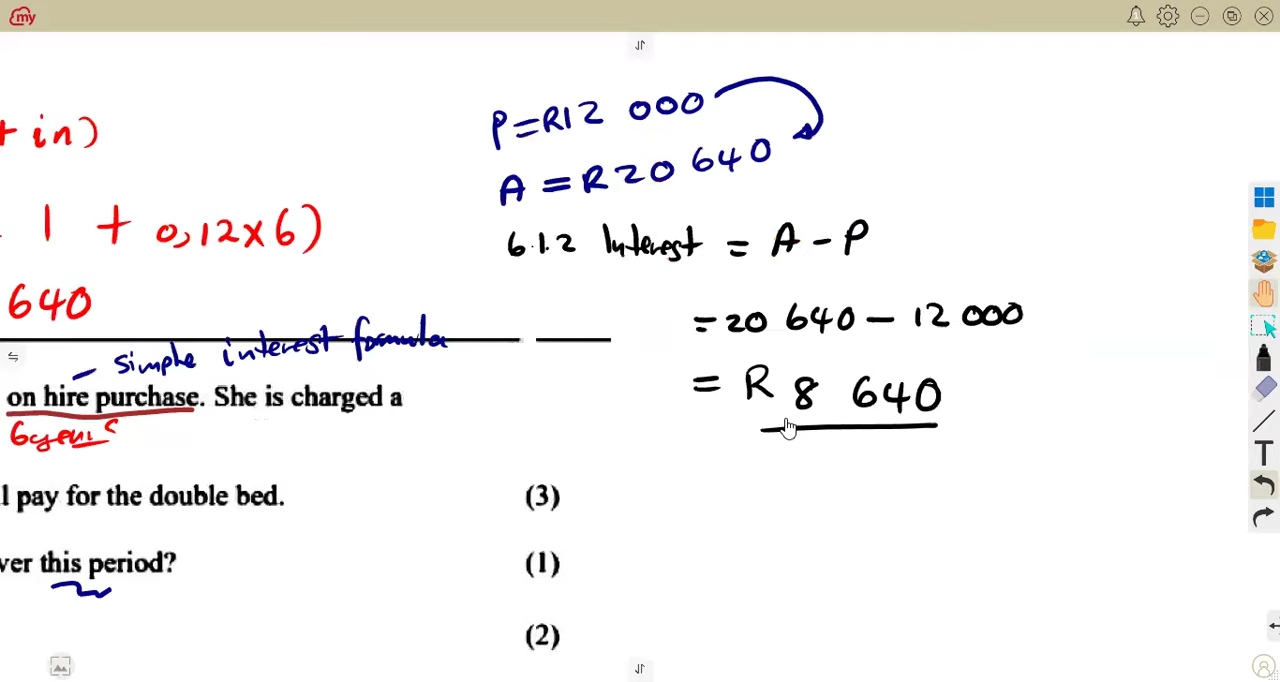 my
+ in)
1 + 0,12×6)
640
- simple interest formula
on hire purchase. She is charged a
6years
l pay for the double bed. (3)
ver this period? (1)
(2)
P=R12 000
A = R20 640
6.1.2 Interest = A - P
=20 640 - 12 000
= R 8 640
T